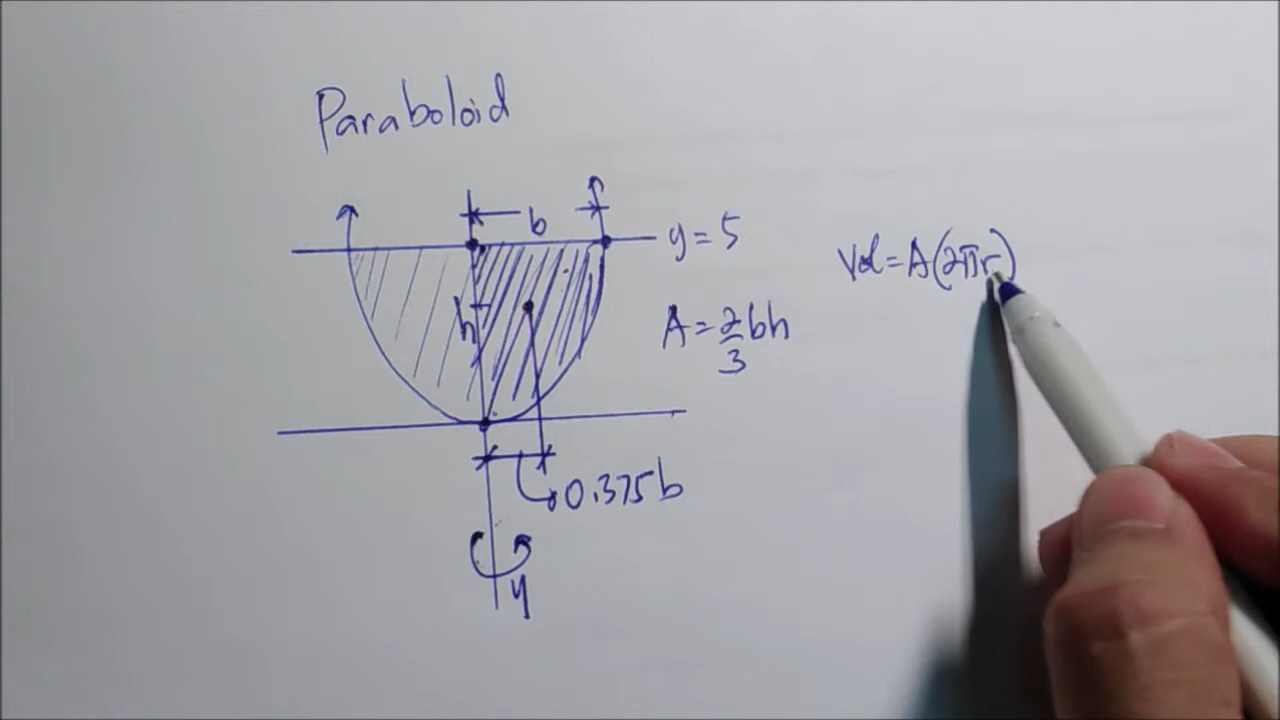 Paraboloid
b
y = 5
Vol = A(2πr)
h
A = 2/3 bh
0.375b
y